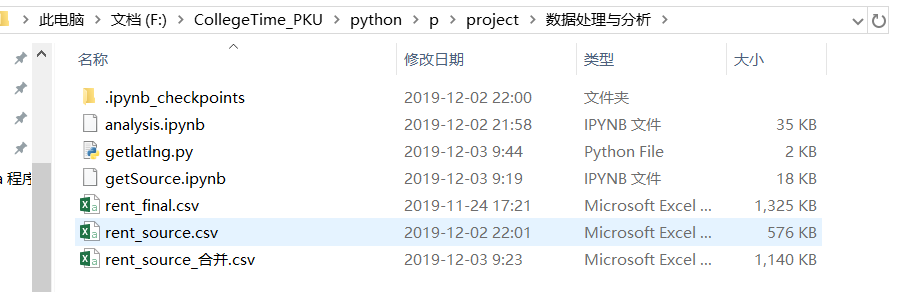 此电脑 > 文档 (F:) > CollegeTime_PKU > python > p > project > 数据处理与分析 >
名称 修改日期 类型 大小
.ipynb_checkpoints 2019-12-02 22:00 文件夹
analysis.ipynb 2019-12-02 21:58 IPYNB 文件 35 KB
getlatlng.py 2019-12-03 9:44 Python File 2 KB
getSource.ipynb 2019-12-03 9:19 IPYNB 文件 18 KB
a 程序
rent_final.csv 2019-11-24 17:21 Microsoft Excel ... 1,325 KB
rent_source.csv 2019-12-02 22:01 Microsoft Excel ... 576 KB
rent_source_合并.csv 2019-12-03 9:23 Microsoft Excel ... 1,140 KB